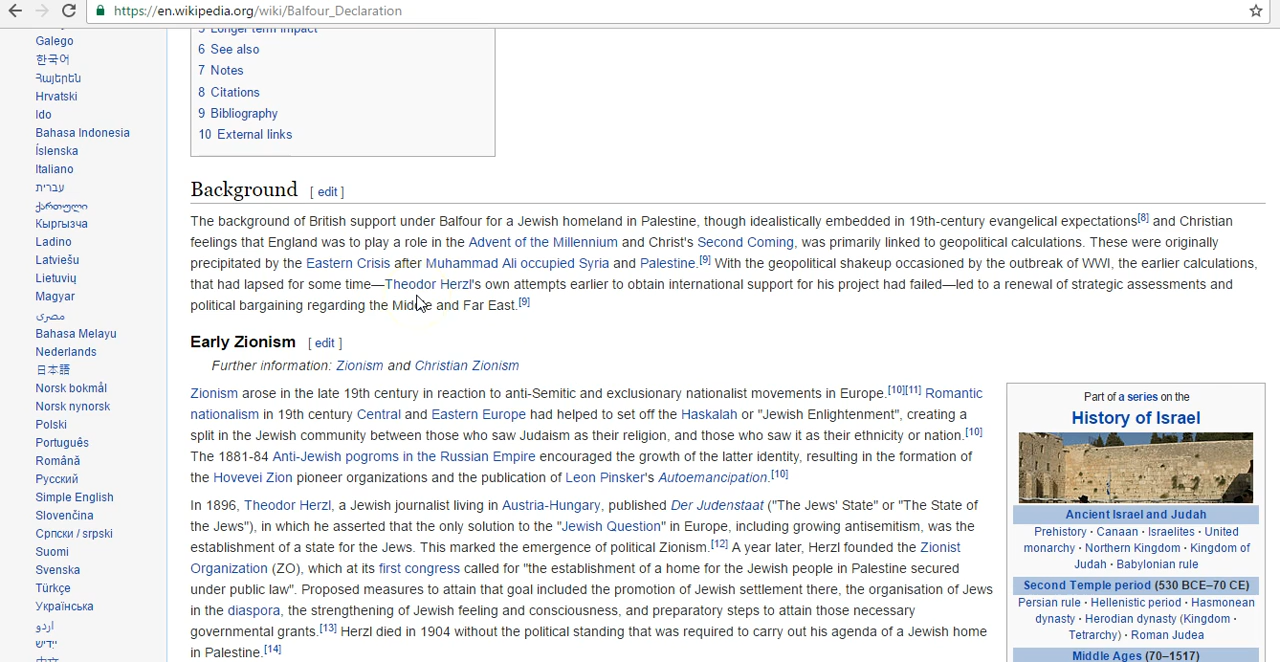 https://en.wikipedia.org/wiki/Balfour_Declaration
Galego
한국어
Հայերեն
Hrvatski
Ido
Bahasa Indonesia
Íslenska
Italiano
עברית
ქართული
Кыргызча
Ladino
Latviešu
Lietuvių
Magyar
مصرى
Bahasa Melayu
Nederlands
日本語
Norsk bokmål
Norsk nynorsk
Polski
Português
Română
Русский
Simple English
Slovenčina
Српски / srpski
Suomi
Svenska
Türkçe
Українська
اردو
ייִדיש
5 Longer term impact
6 See also
7 Notes
8 Citations
9 Bibliography
10 External links
Background [ edit ]
The background of British support under Balfour for a Jewish homeland in Palestine, though idealistically embedded in 19th-century evangelical expectations[8] and Christian
feelings that England was to play a role in the Advent of the Millennium and Christ's Second Coming, was primarily linked to geopolitical calculations. These were originally
precipitated by the Eastern Crisis after Muhammad Ali occupied Syria and Palestine.[9] With the geopolitical shakeup occasioned by the outbreak of WWI, the earlier calculations,
that had lapsed for some time—Theodor Herzl's own attempts earlier to obtain international support for his project had failed—led to a renewal of strategic assessments and
political bargaining regarding the Middle and Far East.[9]
Early Zionism [ edit ]
Further information: Zionism and Christian Zionism
Zionism arose in the late 19th century in reaction to anti-Semitic and exclusionary nationalist movements in Europe.[10][11] Romantic
nationalism in 19th century Central and Eastern Europe had helped to set off the Haskalah or "Jewish Enlightenment", creating a
split in the Jewish community between those who saw Judaism as their religion, and those who saw it as their ethnicity or nation.[10]
The 1881-84 Anti-Jewish pogroms in the Russian Empire encouraged the growth of the latter identity, resulting in the formation of
the Hovevei Zion pioneer organizations and the publication of Leon Pinsker's Autoemancipation.[10]
In 1896, Theodor Herzl, a Jewish journalist living in Austria-Hungary, published Der Judenstaat ("The Jews' State" or "The State of
the Jews"), in which he asserted that the only solution to the "Jewish Question" in Europe, including growing antisemitism, was the
establishment of a state for the Jews. This marked the emergence of political Zionism.[12] A year later, Herzl founded the Zionist
Organization (ZO), which at its first congress called for "the establishment of a home for the Jewish people in Palestine secured
under public law". Proposed measures to attain that goal included the promotion of Jewish settlement there, the organisation of Jews
in the diaspora, the strengthening of Jewish feeling and consciousness, and preparatory steps to attain those necessary
governmental grants.[13] Herzl died in 1904 without the political standing that was required to carry out his agenda of a Jewish home
in Palestine.[14]
Part of a series on the
History of Israel
Ancient Israel and Judah
Prehistory · Canaan · Israelites · United
monarchy · Northern Kingdom · Kingdom of
Judah · Babylonian rule
Second Temple period (530 BCE–70 CE)
Persian rule · Hellenistic period · Hasmonean
dynasty · Herodian dynasty (Kingdom ·
Tetrarchy) · Roman Judea
Middle Ages (70–1517)